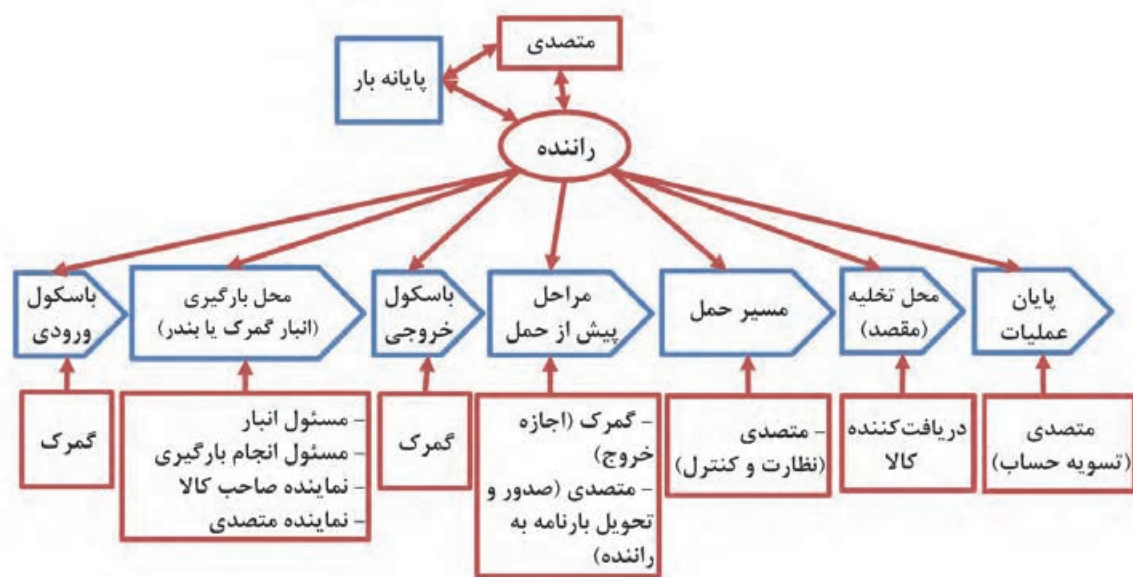 متصدی
پایانه بار
راننده
باسکول
ورودی
محل بارگیری
(انبار گمرک یا بندر)
باسکول
خروجی
مراحل
پیش از حمل
مسیر حمل
محل تخلیه
(مقصد)
پایان
عملیات
گمرک
– مسئول انبار
– مسئول انجام بارگیری
– نماینده صاحب کالا
– نماینده متصدی
گمرک
– گمرک (اجازه
خروج)
– متصدی (صدور و
تحویل بارنامه به
راننده)
– متصدی
(نظارت و کنترل)
دریافت‌کننده
کالا
متصدی
(تسویه حساب)